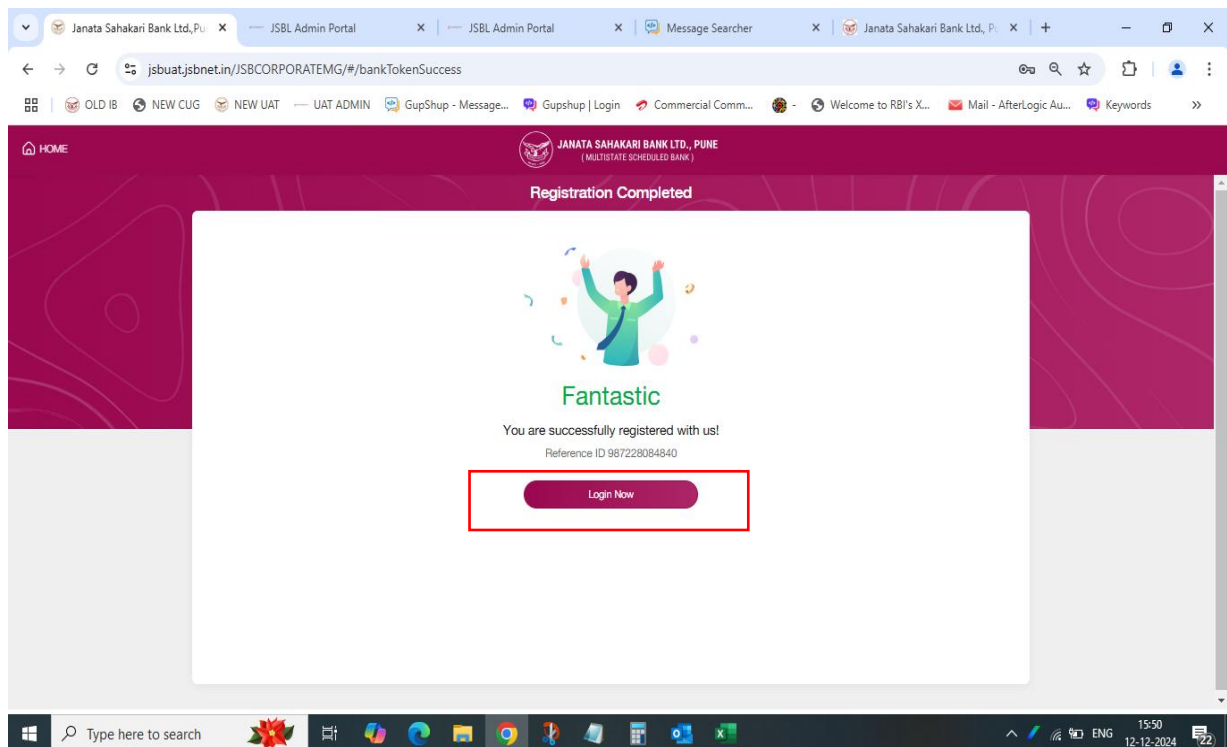 Janata Sahakari Bank Ltd.,Pu
JSBL Admin Portal
JSBL Admin Portal
Message Searcher
Janata Sahakari Bank Ltd., P
jsbuat.jsbnet.in/JSBCORPORATEMG/#/bankTokenSuccess
OLD IB
NEW CUG
NEW UAT
UAT ADMIN
GupShup - Message...
Gupshup | Login
Commercial Comm...
-
Welcome to RBI's X...
Mail - AfterLogic Au...
Keywords
HOME
JANATA SAHAKARI BANK LTD., PUNE
( MULTISTATE SCHEDULED BANK )
Registration Completed
Fantastic
You are successfully registered with us!
Reference ID 987228084840
Login Now
Type here to search
ENG
15:50
12-12-2024
22